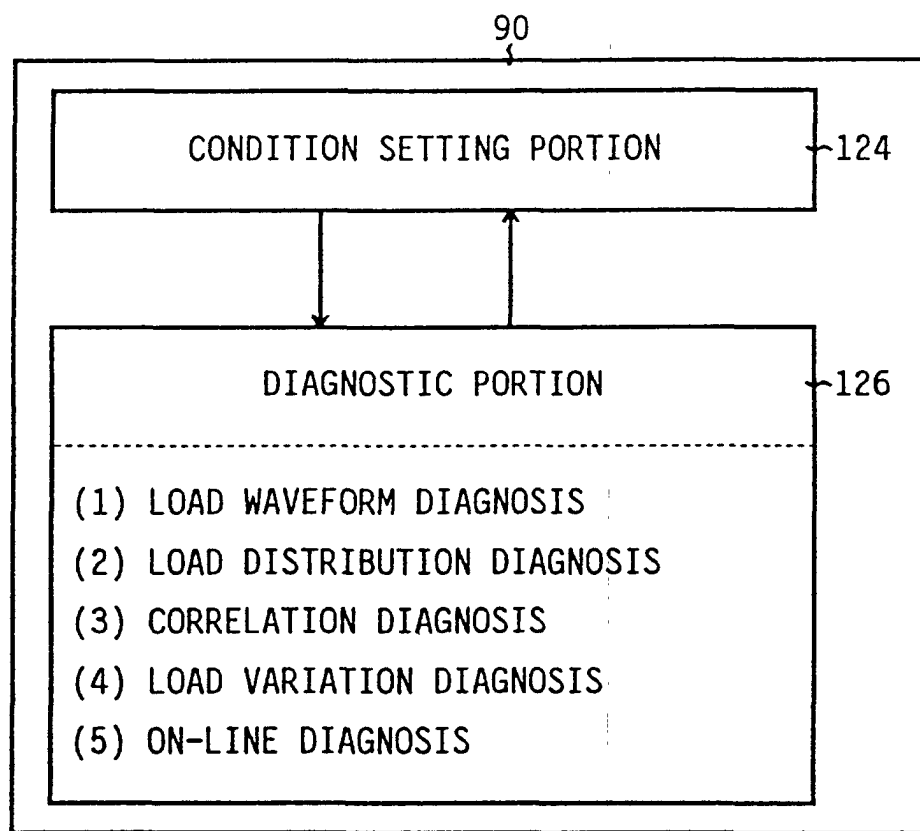 90
CONDITION SETTING PORTION
124
DIAGNOSTIC PORTION
126
(1) LOAD WAVEFORM DIAGNOSIS
(2) LOAD DISTRIBUTION DIAGNOSIS
(3) CORRELATION DIAGNOSIS
(4) LOAD VARIATION DIAGNOSIS
(5) ON-LINE DIAGNOSIS